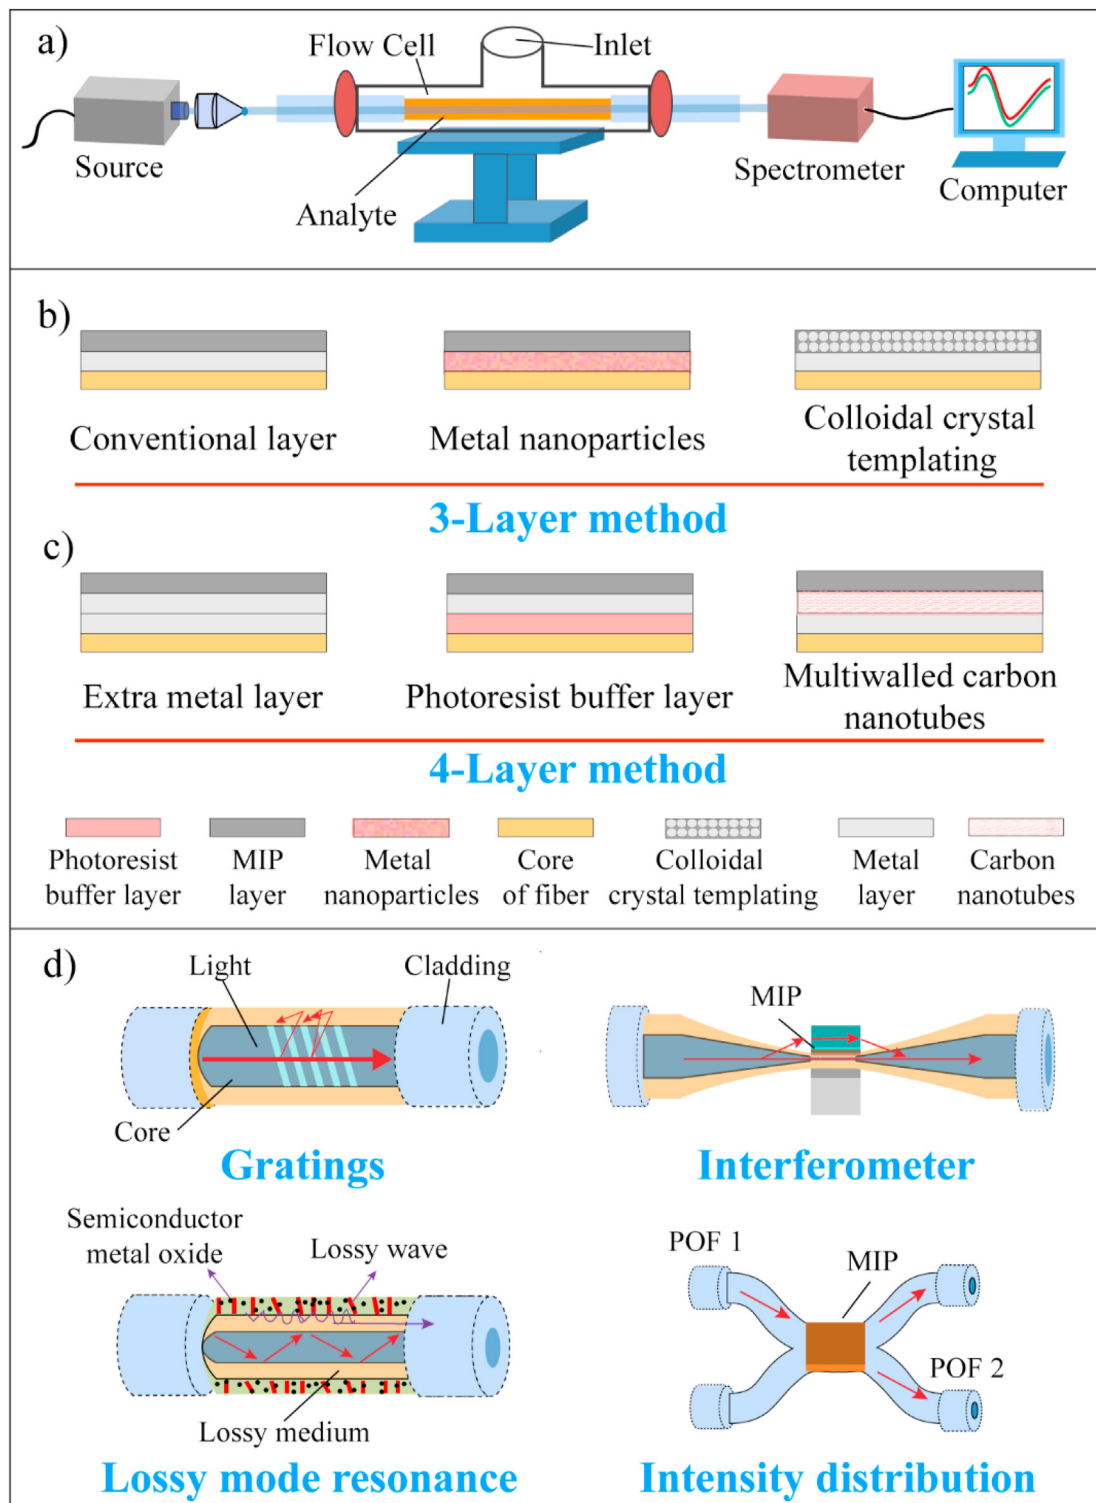 a)
Flow Cell
Inlet
Source
Analyte
Spectrometer
Computer
b)
Conventional layer
Metal nanoparticles
Colloidal crystal
templating
3-Layer method
c)
Extra metal layer
Photoresist buffer layer
Multiwalled carbon
nanotubes
4-Layer method
Photoresist
buffer layer
MIP
layer
Metal
nanoparticles
Core
of fiber
Colloidal
crystal templating
Metal
layer
Carbon
nanotubes
d)
Light
Cladding
Core
Gratings
MIP
Interferometer
Semiconductor
metal oxide
Lossy wave
Lossy medium
Lossy mode resonance
POF 1
MIP
POF 2
Intensity distribution